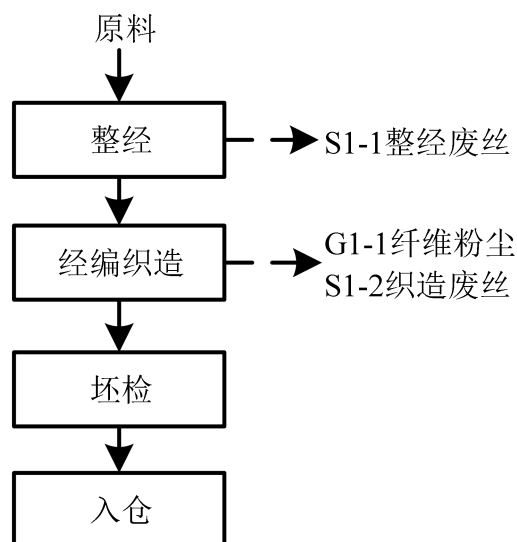 原料
整经
S1-1整经废丝
经编织造
G1-1纤维粉尘
S1-2织造废丝
坯检
入仓